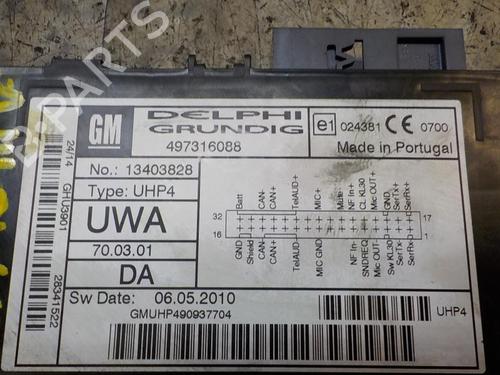 GM
DELPHI
GRUNDIG
497316088
e1 024381 CE 0700
Made in Portugal
No.: 13403828
Type: UHP4
UWA
70.03.01
DA
Sw Date: 06.05.2010
GMUHP490937704
UHP4
24/14
GHU3901
28341522
Batt
CAN-
CAN+
TelAUD+
MIC+
Mute
NF In+
CL KL30
Mic OUT+
GND
SerTx+
SerRx+
32
17
16
1
GND
Shield
CAN-
CAN+
TelAUD-
MIC GND
NF In-
SNDREQ
Mic OUT-
Sw KL30
SerTx-
SerRx-
B-PARTS